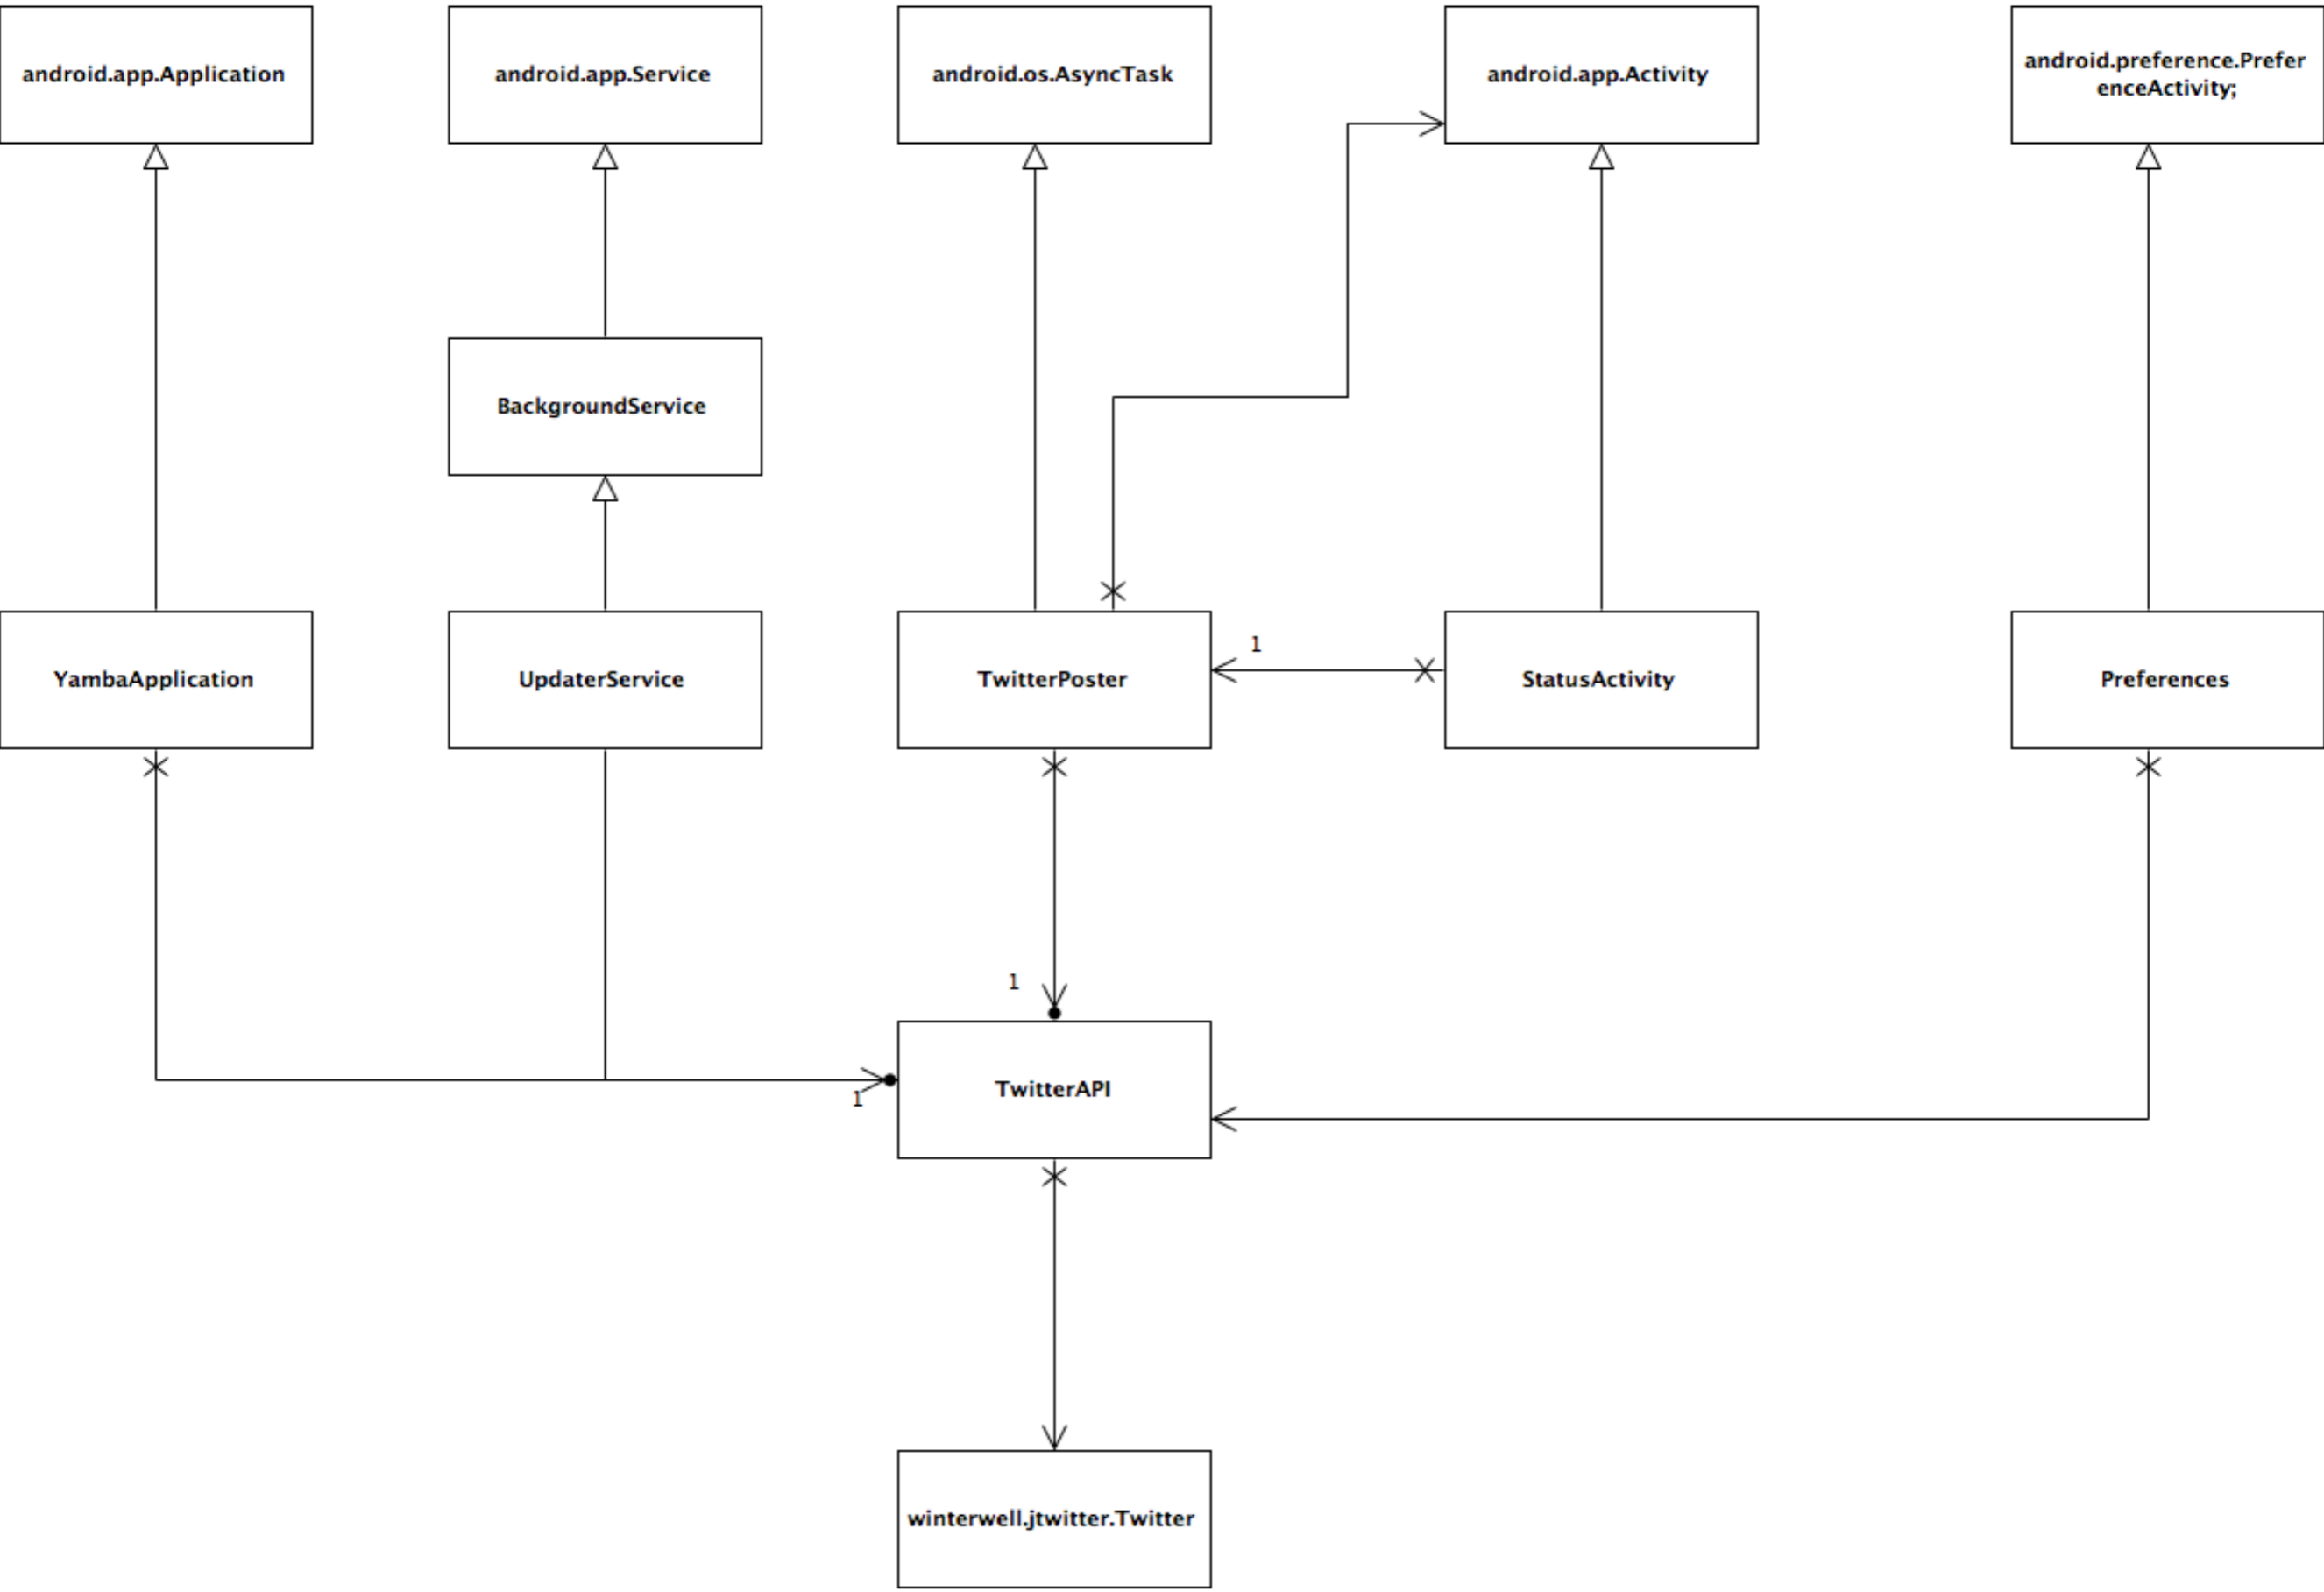 android.app.Application
android.app.Service
android.os.AsyncTask
android.app.Activity
android.preference.Prefer
enceActivity;
BackgroundService
YambaApplication
UpdaterService
TwitterPoster
1
StatusActivity
Preferences
1
1
TwitterAPI
winterwell.jtwitter.Twitter